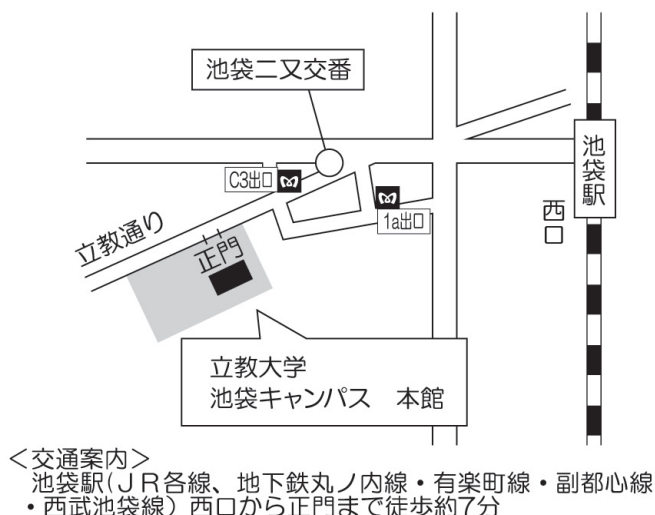 池袋二又交番
池袋駅
C3出口
西口
1a出口
立教通り
正門
立教大学
池袋キャンパス　本館
＜交通案内＞
池袋駅(ＪＲ各線、地下鉄丸ノ内線・有楽町線・副都心線
・西武池袋線）西口から正門まで徒歩約7分